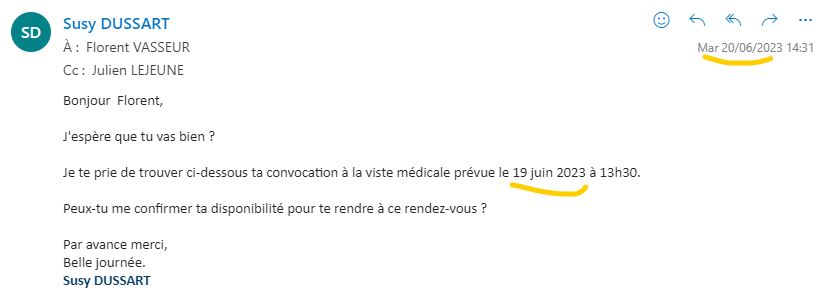 SD
Susy DUSSART
À : Florent VASSEUR
Cc : Julien LEJEUNE
Mar 20/06/2023 14:31
Bonjour Florent,
J'espère que tu vas bien ?
Je te prie de trouver ci-dessous ta convocation à la viste médicale prévue le 19 juin 2023 à 13h30.
Peux-tu me confirmer ta disponibilité pour te rendre à ce rendez-vous ?
Par avance merci,
Belle journée.
Susy DUSSART